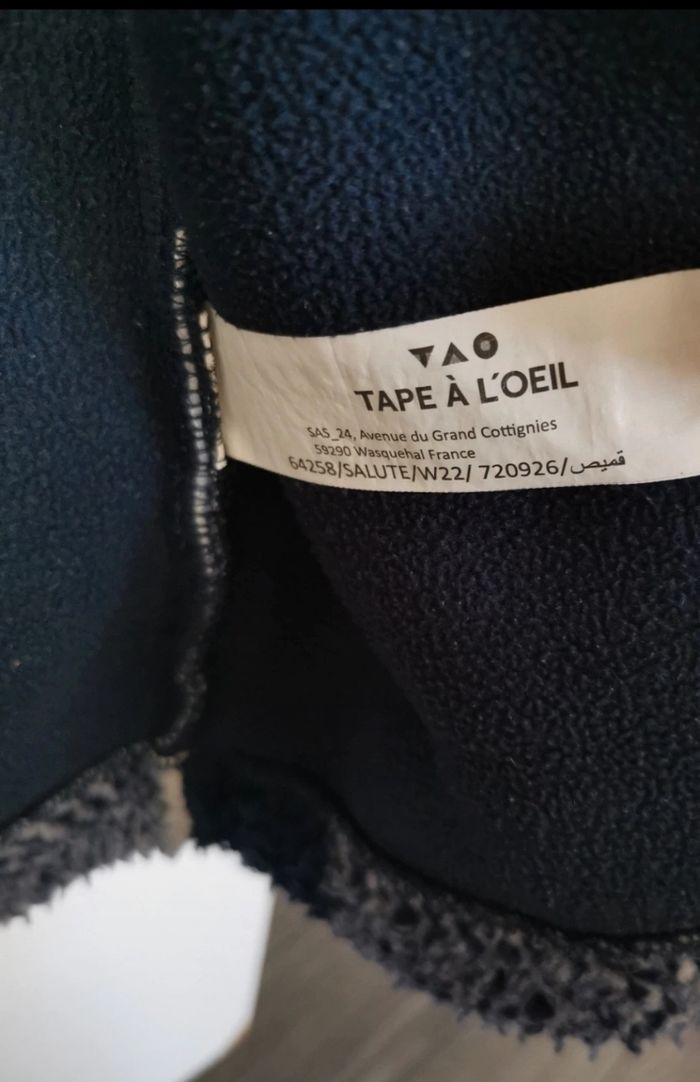 TAO
TAPE À L'OEIL
SAS_24, Avenue du Grand Cottignies
59290 Wasquehal France
64258/SALUTE/W22/ 720926/قميص